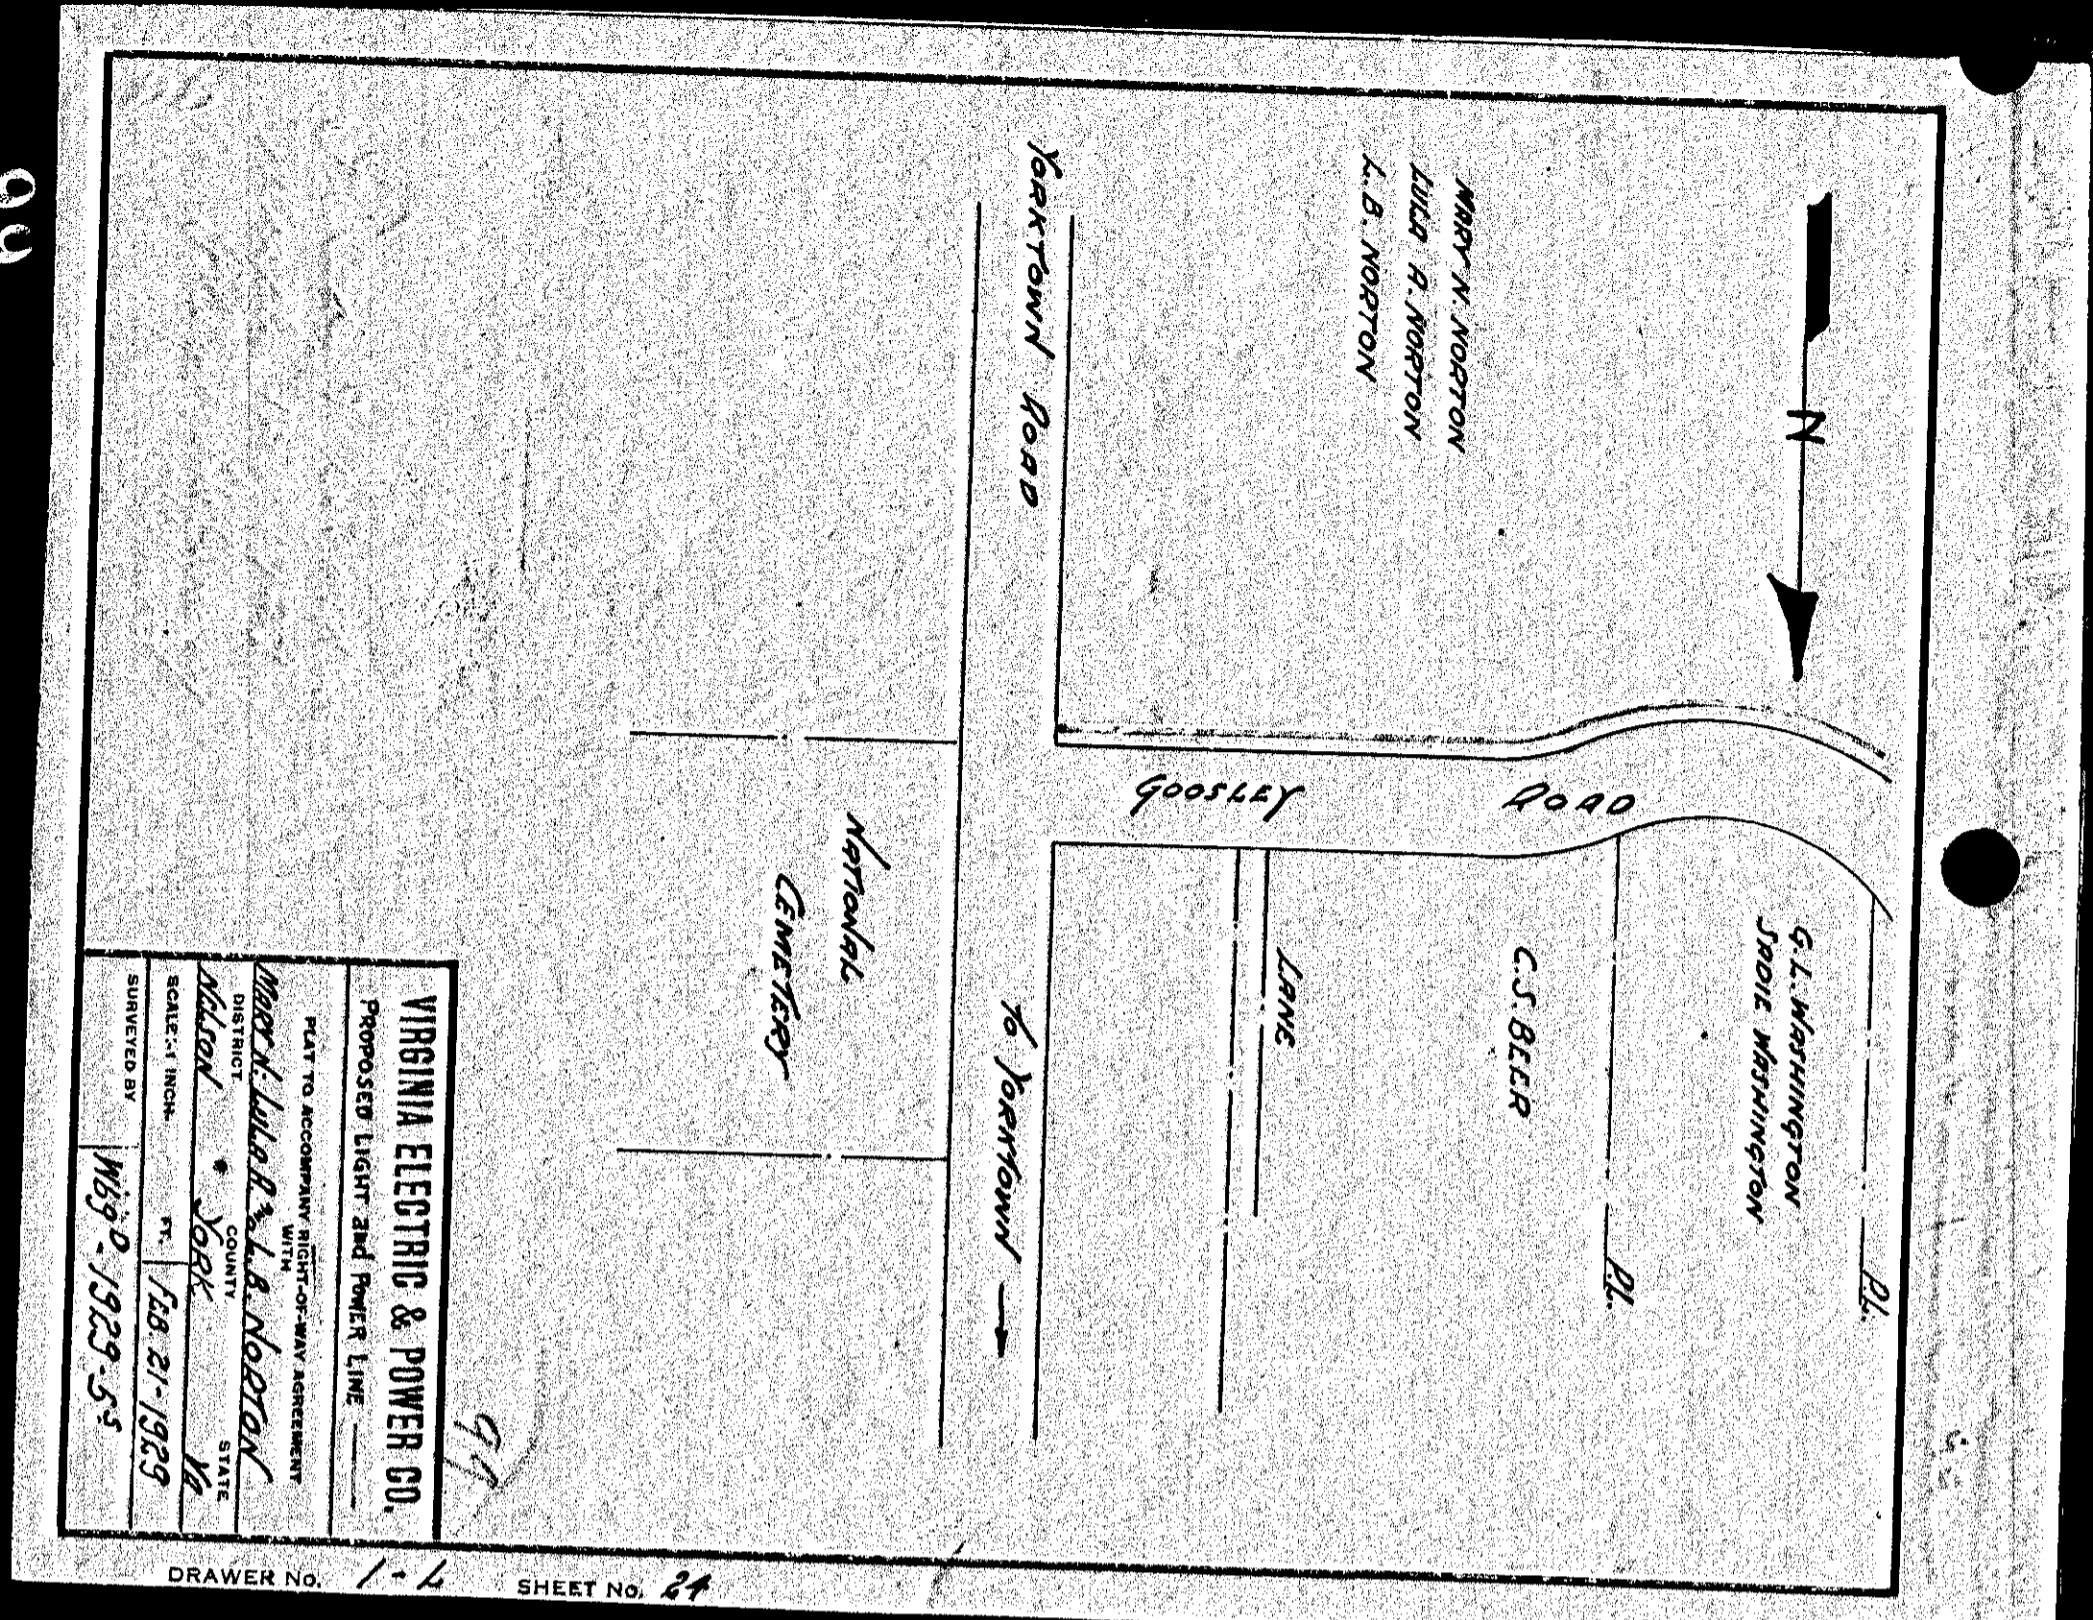 MARY N. NORTON
LULA A. NORTON
L.B. NORTON
N
YORKTOWN ROAD
GOOSLEY ROAD
G.L. WASHINGTON
SADIE WASHINGTON
P.L.
C.S. BEER
P.L.
LANE
TO YORKTOWN
NATIONAL
CEMETERY
99
VIRGINIA ELECTRIC & POWER CO.
PROPOSED LIGHT and POWER LINE
PLAT TO ACCOMPANY RIGHT-OF-WAY AGREEMENT
WITH
MARY N. LULA A & L.B. NORTON
DISTRICT COUNTY STATE
Nelson York Va
SCALE:-1 INCH. FT. FEB. 21-1929
SURVEYED BY
DRAWER No. 1-L SHEET No. 24
99